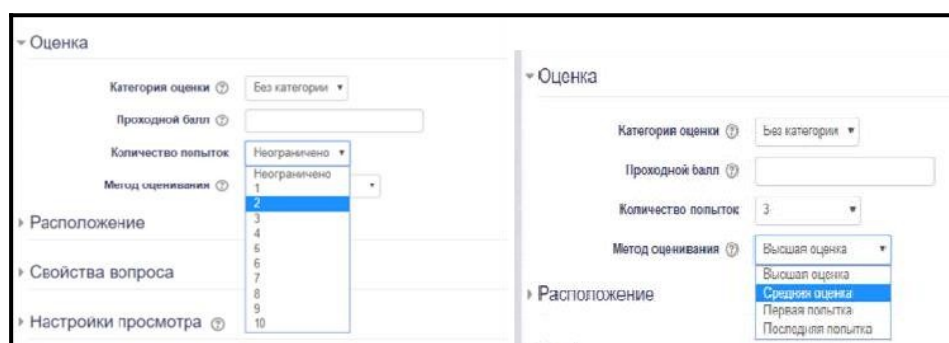 Оценка
Категория оценки Без категории
Проходной балл
Количество попыток Неограничено
Неограничено
Метод оценивания
1
2
3
4
5
6
7
8
9
10
Расположение
Свойства вопроса
Настройки просмотра
Оценка
Категория оценки Без категории
Проходной балл
Количество попыток 3
Метод оценивания Высшая оценка
Высшая оценка
Средняя оценка
Первая попытка
Последняя попытка
Расположение